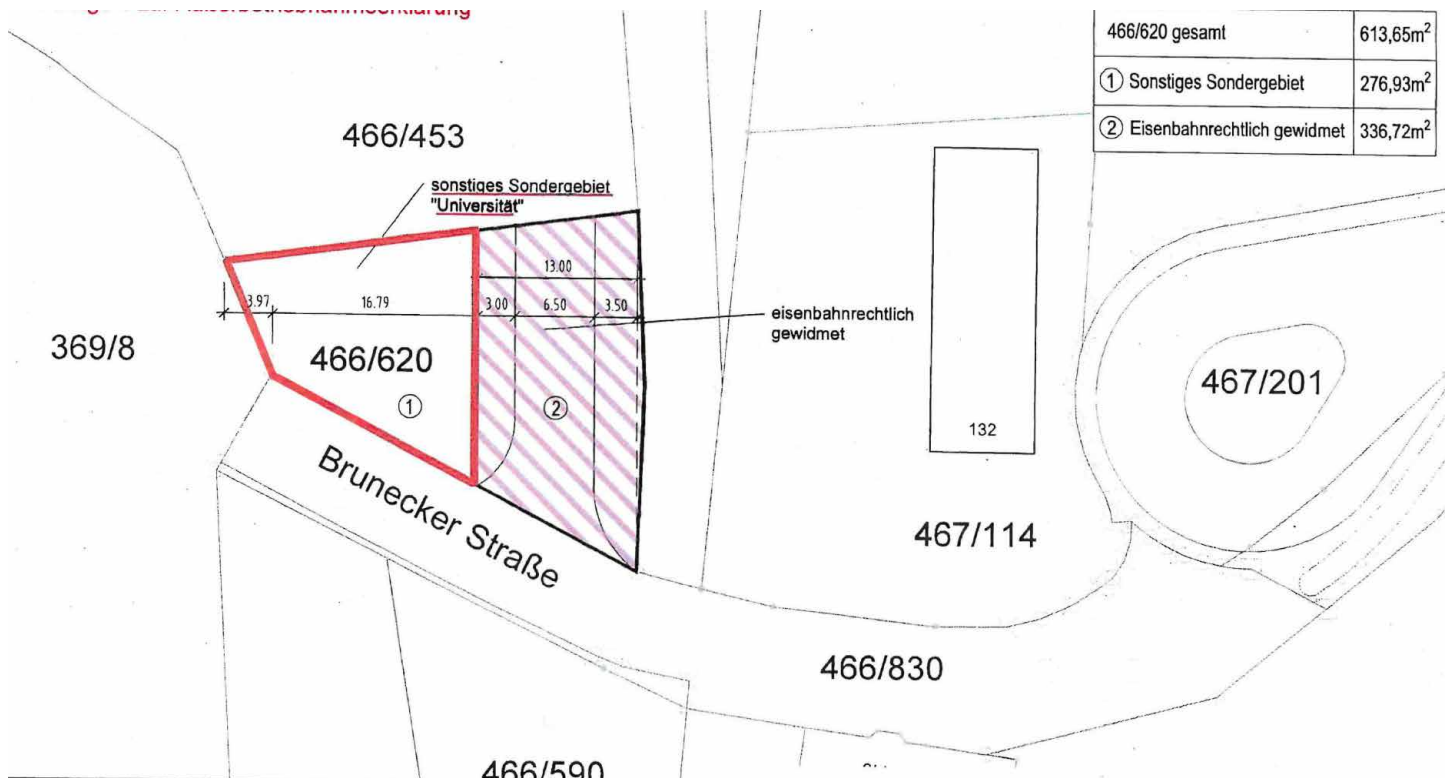 466/620 gesamt 613,65m²
① Sonstiges Sondergebiet 276,93m²
② Eisenbahnrechtlich gewidmet 336,72m²
466/453
sonstiges Sondergebiet
"Universität"
13.00
3.97 16.79 3.00 6.50 3.50
eisenbahnrechtlich
gewidmet
369/8
466/620
467/201
① ②
132
Brunecker Straße
467/114
466/830
466/590